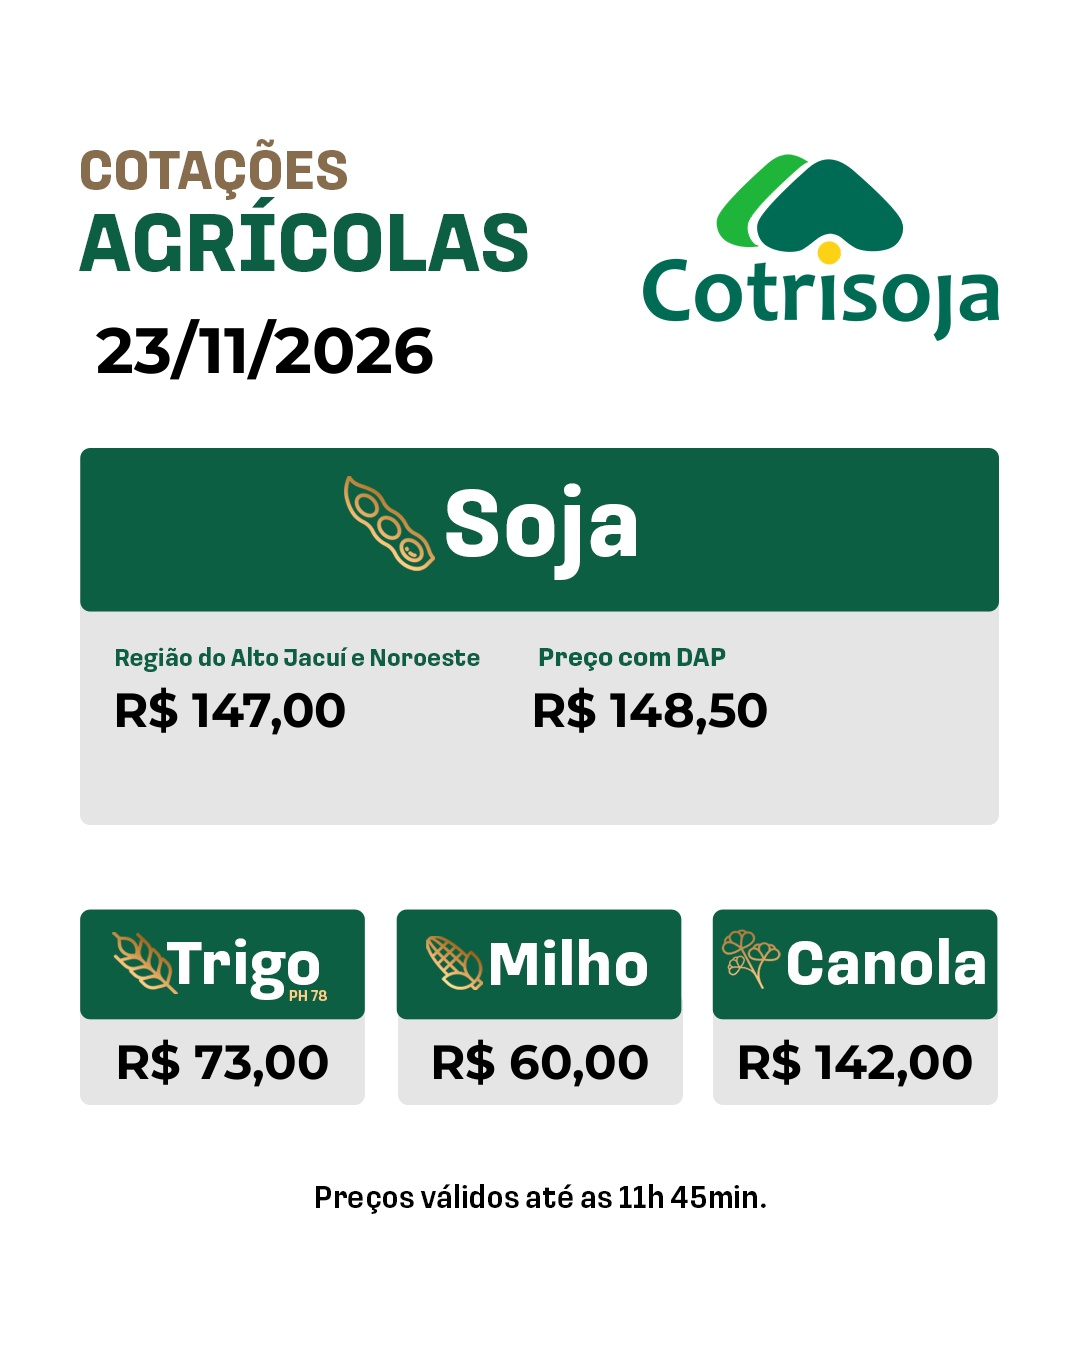 COTAÇÕES
AGRÍCOLAS
23/11/2026
Cotrisoja
Soja
Região do Alto Jacuí e Noroeste
R$ 147,00
Preço com DAP
R$ 148,50
Trigo
PH 78
R$ 73,00
Milho
R$ 60,00
Canola
R$ 142,00
Preços válidos até as 11h 45min.